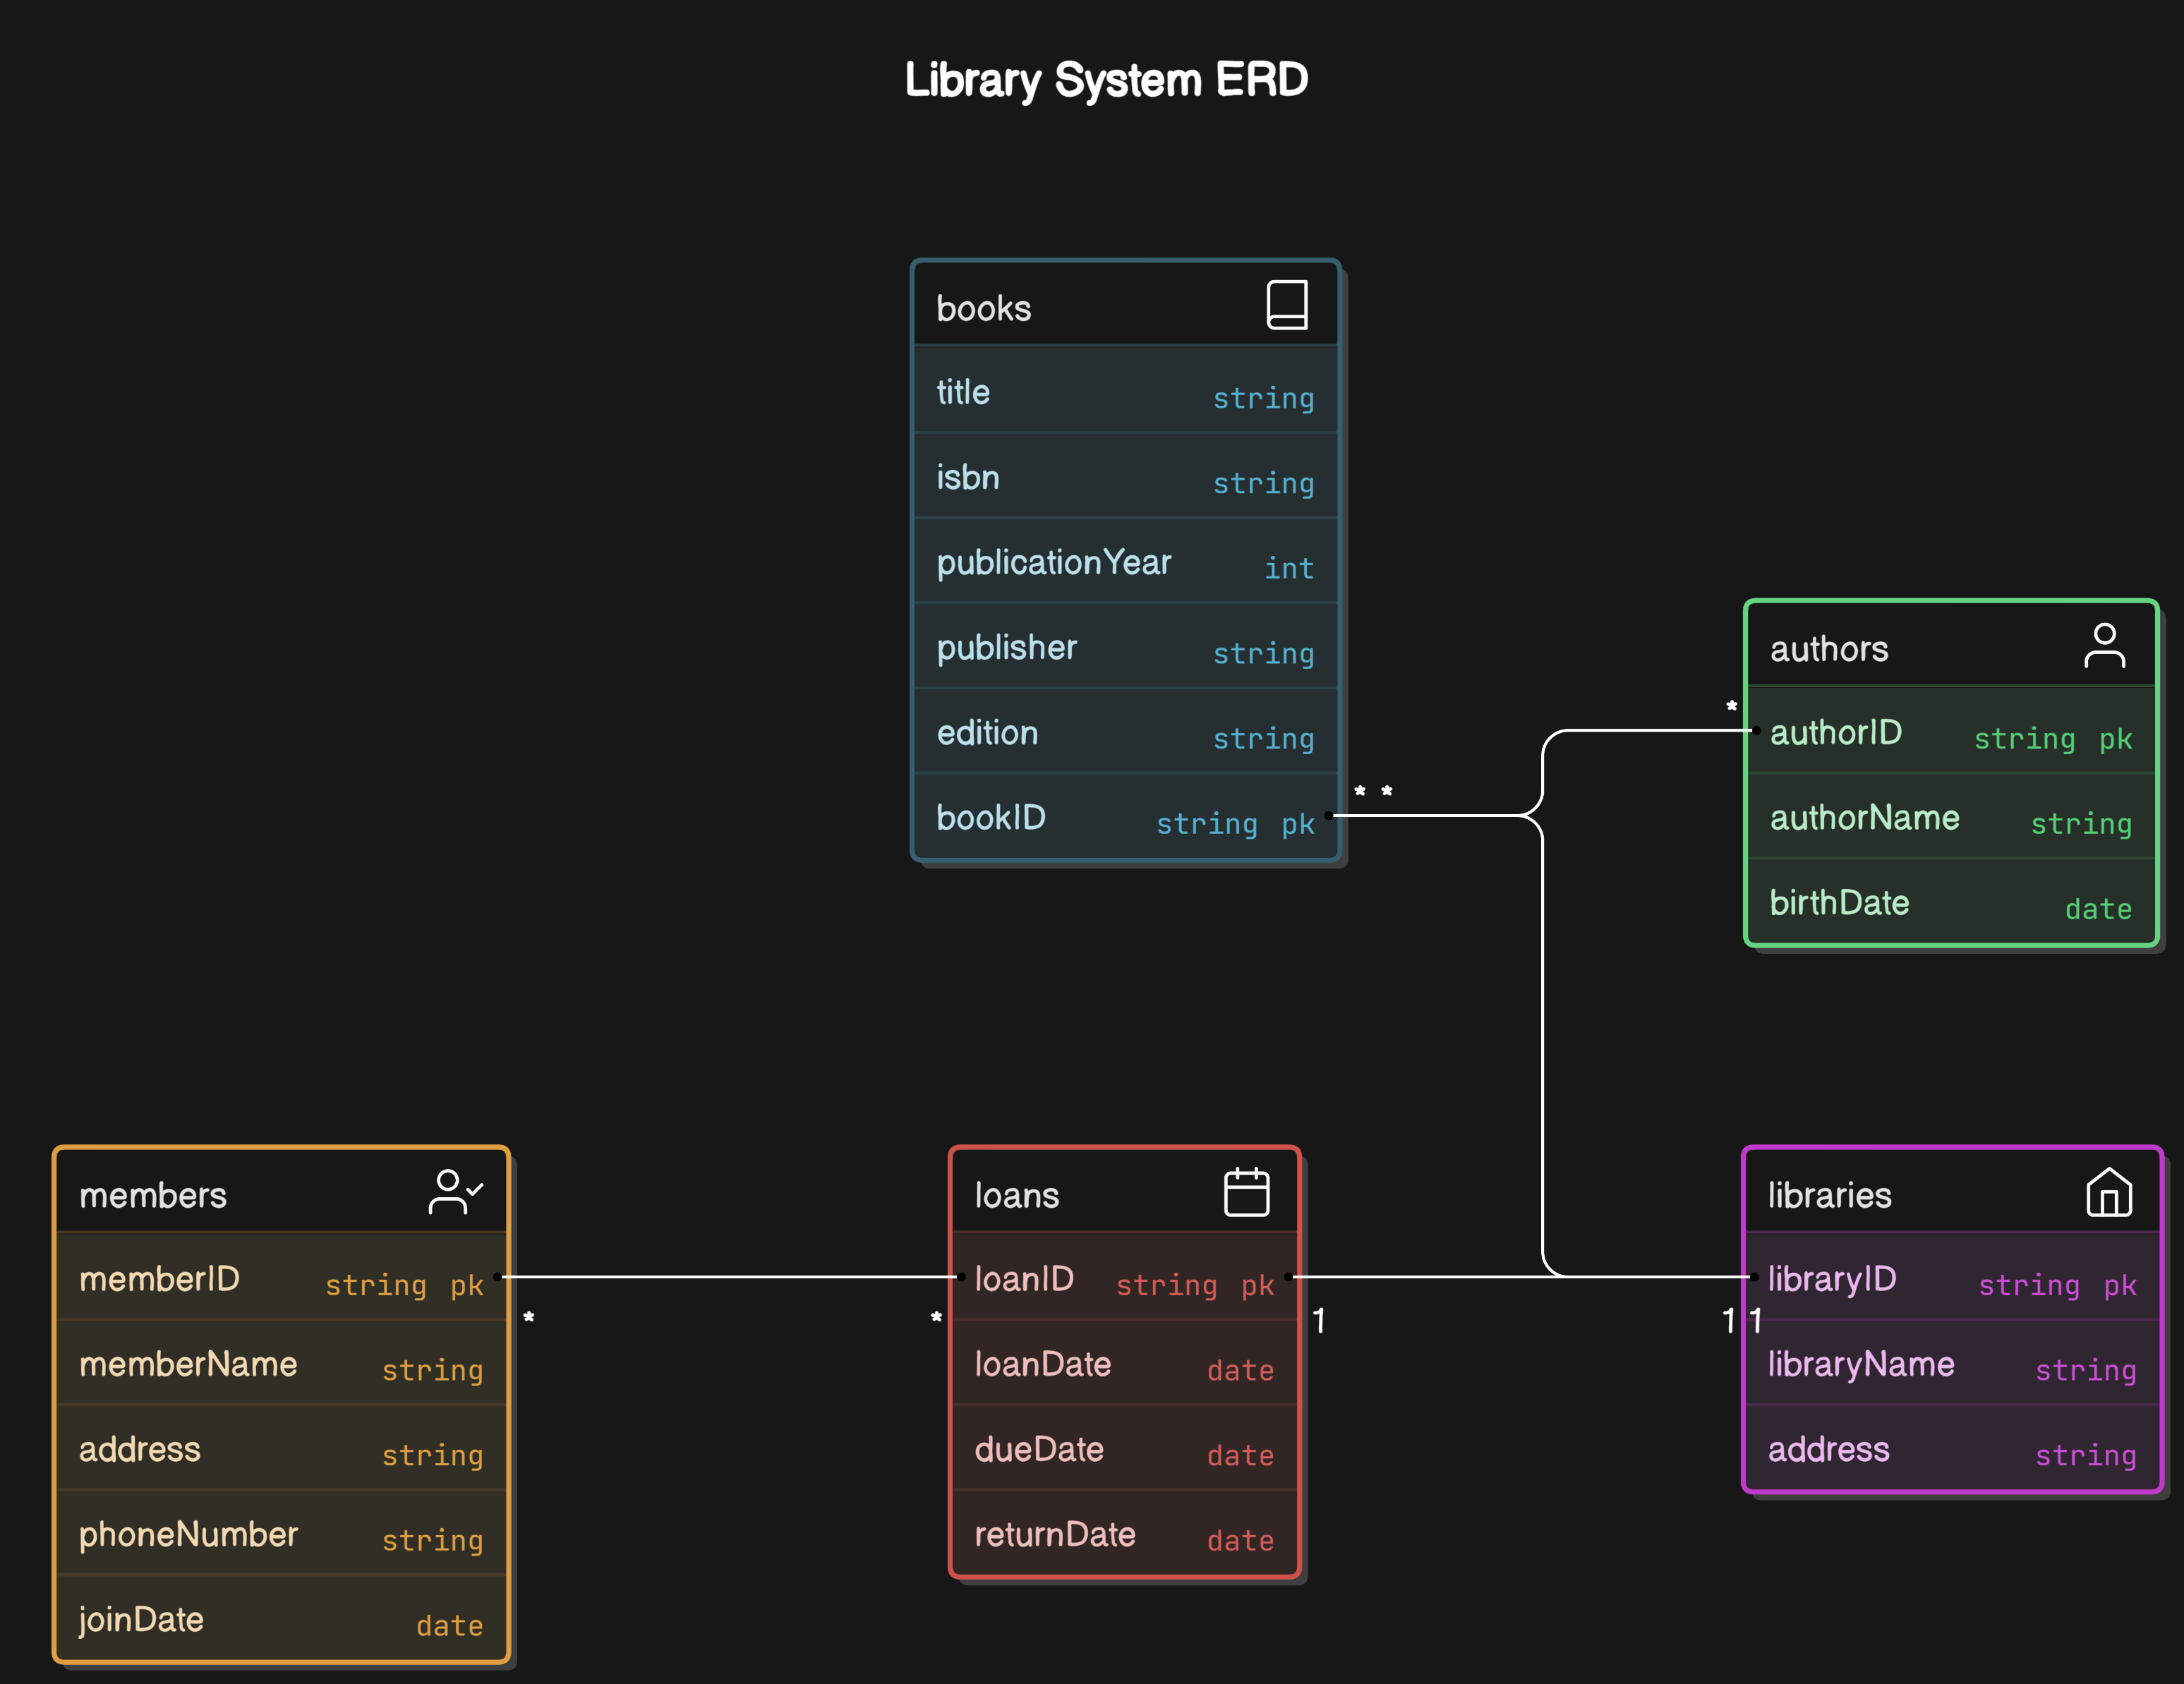 Library System ERD
books
title string
isbn string
publicationYear int
publisher string
edition string
bookID string pk
* *
authors
*
authorID string pk
authorName string
birthDate date
members
memberID string pk
*
memberName string
address string
phoneNumber string
joinDate date
loans
loanID string pk
* 1
loanDate date
dueDate date
returnDate date
libraries
libraryID string pk
1 1
libraryName string
address string